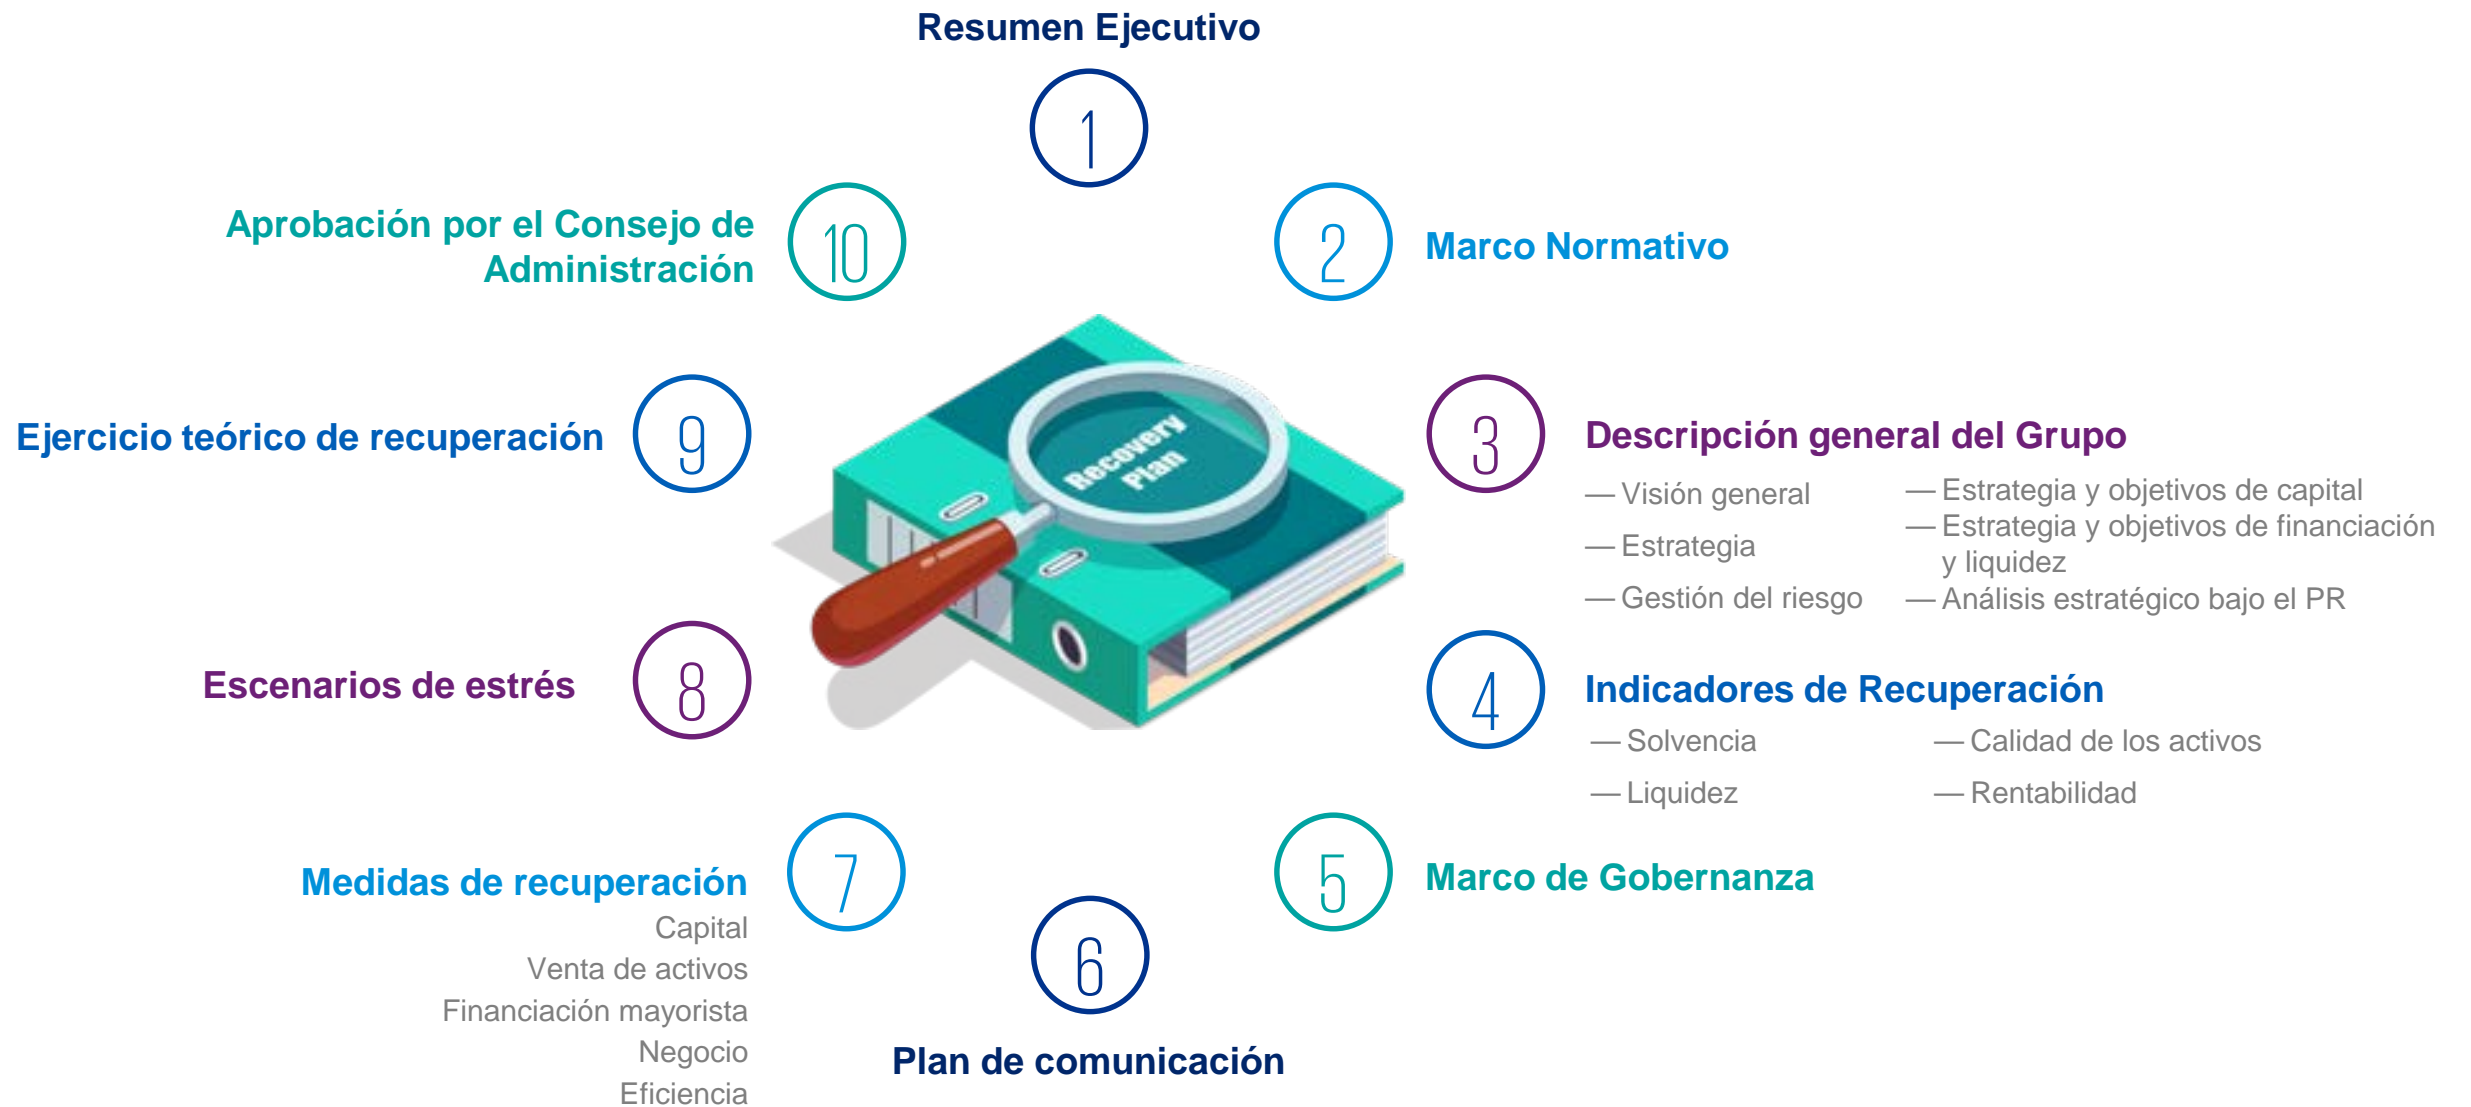 Resumen Ejecutivo
1
2
Marco Normativo
3
Descripción general del Grupo
— Visión general
— Estrategia
— Gestión del riesgo
— Estrategia y objetivos de capital
— Estrategia y objetivos de financiación
y liquidez
— Análisis estratégico bajo el PR
4
Indicadores de Recuperación
— Solvencia
— Liquidez
— Calidad de los activos
— Rentabilidad
5
Marco de Gobernanza
6
Plan de comunicación
7
Medidas de recuperación
Capital
Venta de activos
Financiación mayorista
Negocio
Eficiencia
8
Escenarios de estrés
9
Ejercicio teórico de recuperación
10
Aprobación por el Consejo de
Administración
Recovery
Plan